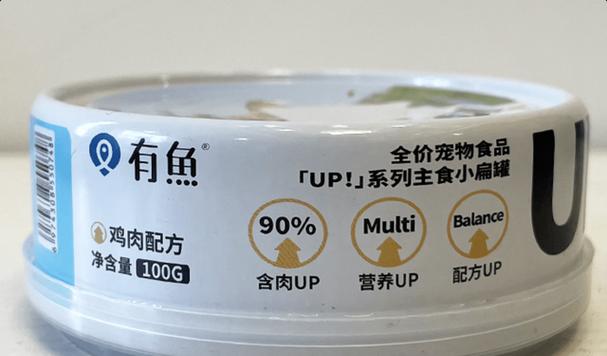 有魚®
全价宠物食品
「UP!」系列主食小扁罐
鸡肉配方
净含量 100G
90%
含肉UP
Multi
营养UP
Balance
配方UP
U